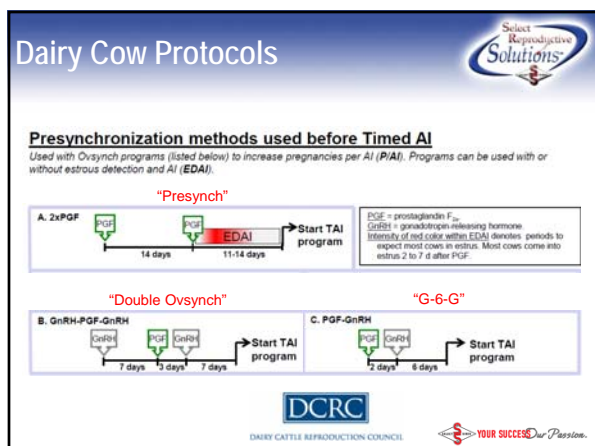 Dairy Cow Protocols
Select
Reproductive
Solutions
Presynchronization methods used before Timed AI
Used with Ovsynch programs (listed below) to increase pregnancies per AI (P/AI). Programs can be used with or
without estrous detection and AI (EDAI).
"Presynch"
A. 2xPGF
PGF
PGF
EDAI
Start TAI
program
14 days
11-14 days
PGF = prostaglandin F2α.
GnRH = gonadotropin-releasing hormone.
Intensity of red color within EDAI denotes periods to
expect most cows in estrus. Most cows come into
estrus 2 to 7 d after PGF.
"Double Ovsynch"
B. GnRH-PGF-GnRH
GnRH
PGF
GnRH
Start TAI
program
7 days
3 days
7 days
"G-6-G"
C. PGF-GnRH
PGF
GnRH
Start TAI
program
2 days
6 days
DCRC
DAIRY CATTLE REPRODUCTION COUNCIL
YOUR SUCCESS Our Passion.